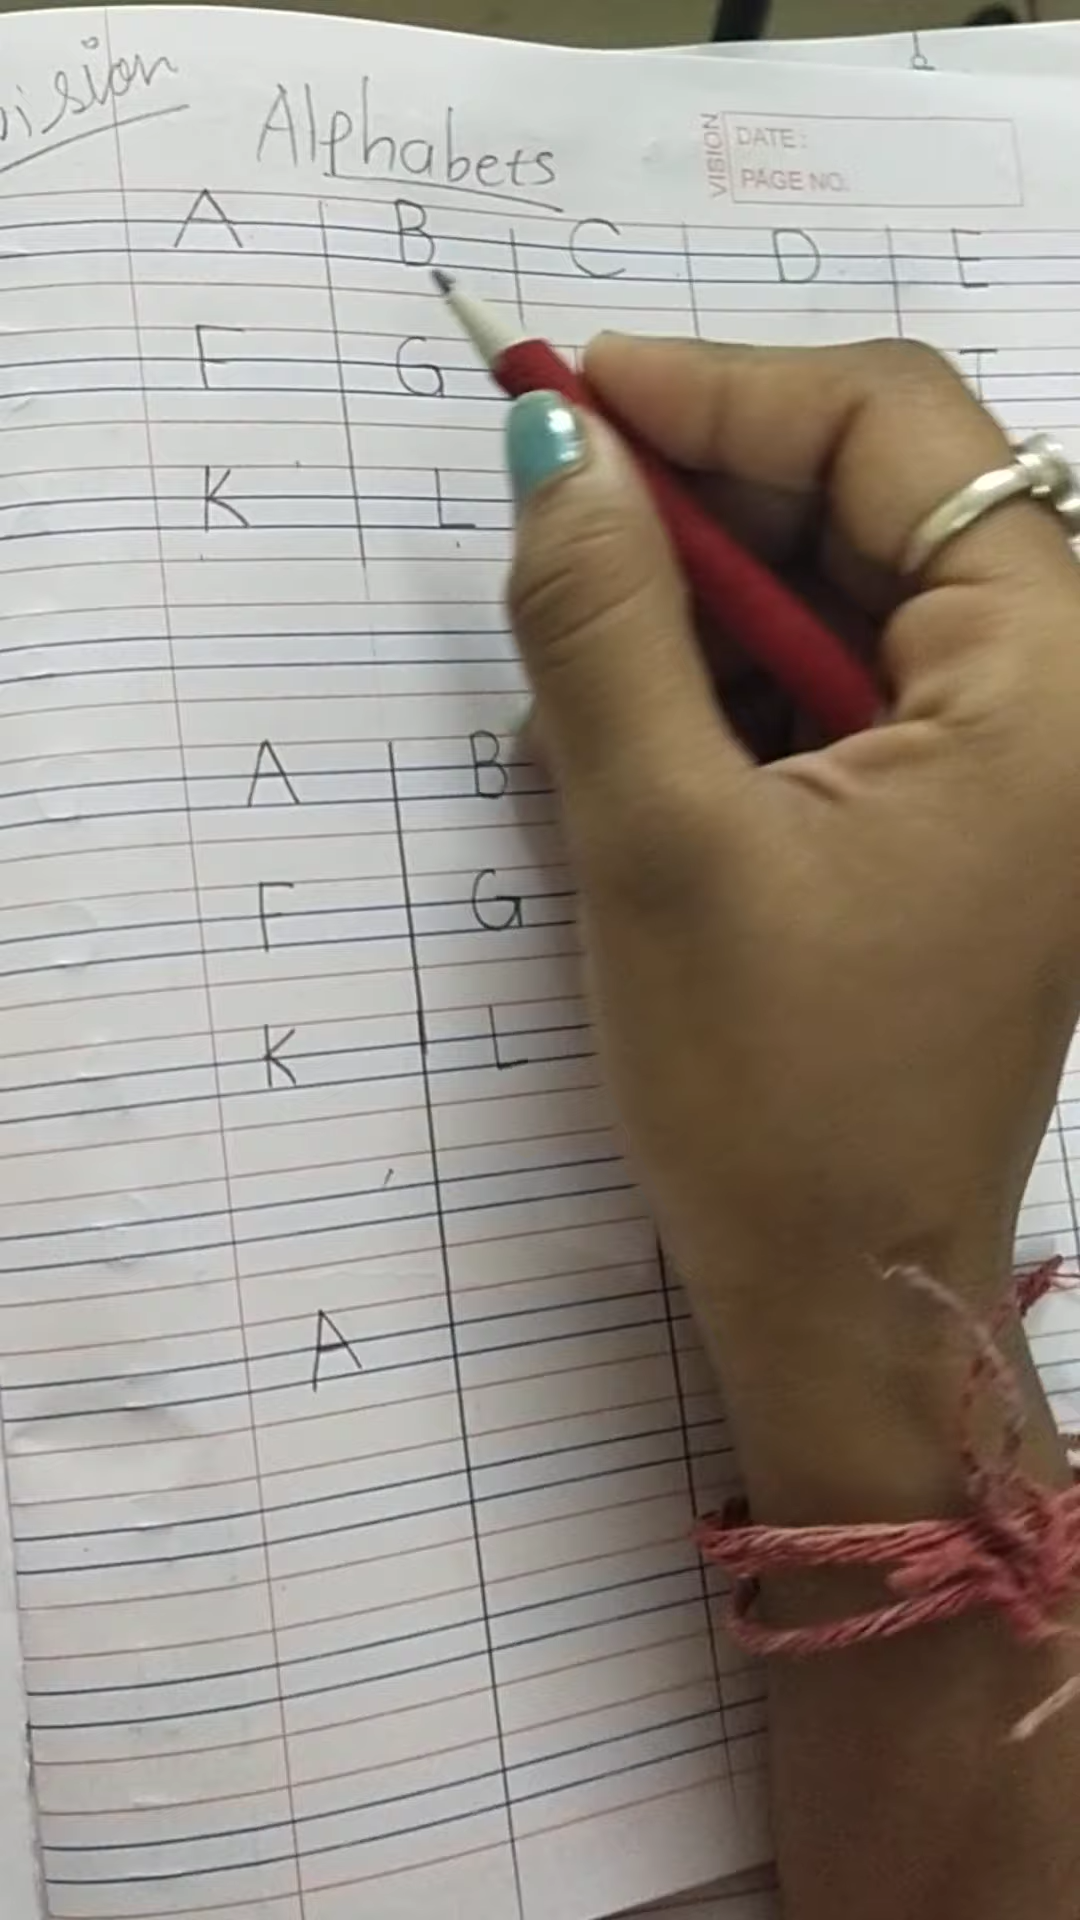 Alphabets
VISION
DATE:
PAGE NO.
A B C D E
F G
K L
A B
F G
K L
A